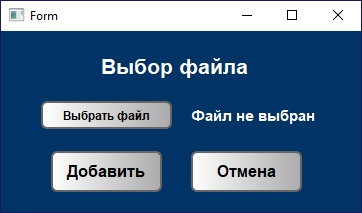 Form
Выбор файла
Выбрать файл Файл не выбран
Добавить Отмена